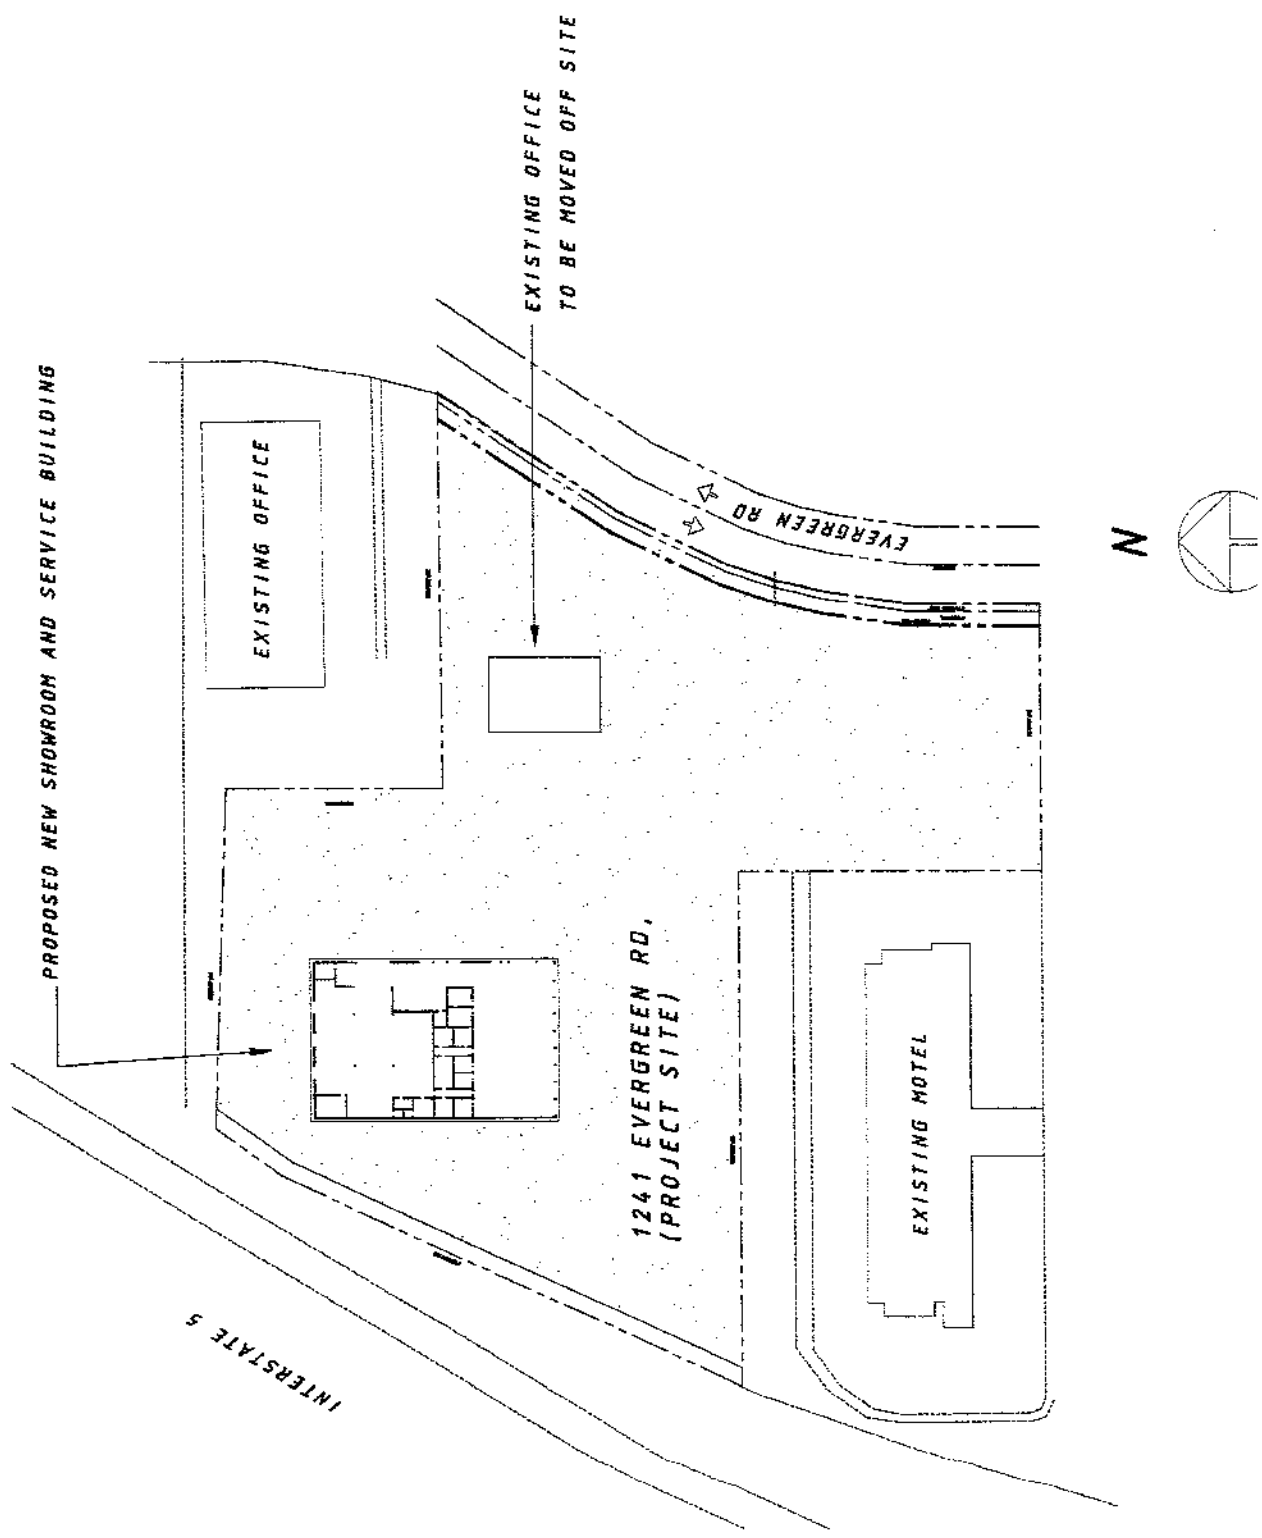 PROPOSED NEW SHOWROOM AND SERVICE BUILDING
EXISTING OFFICE
EXISTING OFFICE
TO BE MOVED OFF SITE
EVERGREEN RD
1241 EVERGREEN RD,
(PROJECT SITE)
EXISTING MOTEL
INTERSTATE 5
N